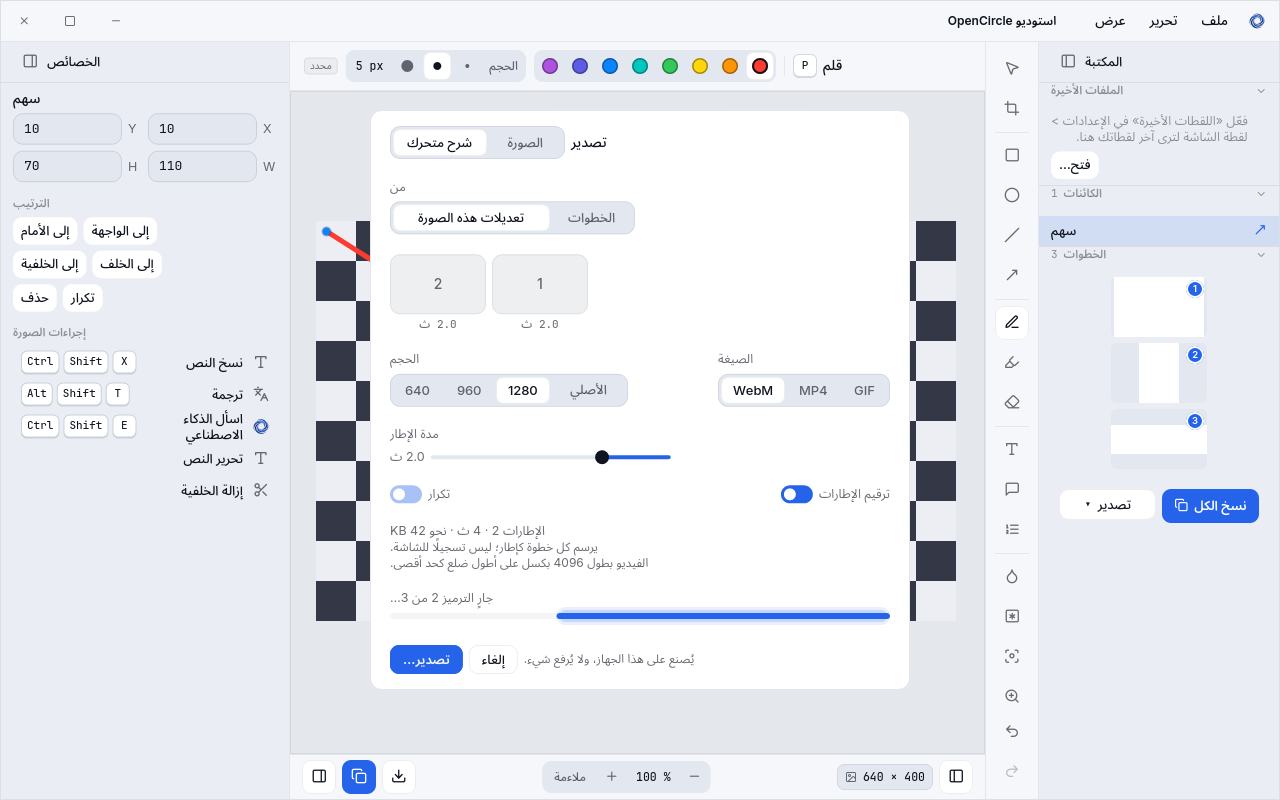 ملف
تحرير
عرض
استوديو OpenCircle
المكتبة
الملفات الأخيرة
فعّل «اللقطات الأخيرة» في الإعدادات >
لقطة الشاشة لترى آخر لقطاتك هنا.
فتح...
الكائنات 1
سهم
الخطوات 3
1
2
3
نسخ الكل
تصدير
قلم P
الحجم
5 px
محدد
تصدير
الصورة
شرح متحرك
من
الخطوات
تعديلات هذه الصورة
1
2
2.0 ث
2.0 ث
الصيغة
GIF MP4 WebM
الحجم
الأصلي 1280 960 640
مدة الإطار
2.0 ث
ترقيم الإطارات
تكرار
الإطارات 2 · 4 ث · نحو 42 KB
يرسم كل خطوة كإطار؛ ليس تسجيلًا للشاشة.
الفيديو بطول 4096 بكسل على أطول ضلع كحد أقصى.
جارٍ الترميز 2 من 3...
يُصنع على هذا الجهاز، ولا يُرفع شيء.
إلغاء
تصدير...
640 × 400
100 %
ملاءمة
الخصائص
سهم
X 10
Y 10
W 110
H 70
الترتيب
إلى الواجهة
إلى الأمام
إلى الخلف
إلى الخلفية
تكرار
حذف
إجراءات الصورة
نسخ النص
Ctrl Shift X
ترجمة
Alt Shift T
اسأل الذكاء
الاصطناعي
Ctrl Shift E
تحرير النص
إزالة الخلفية